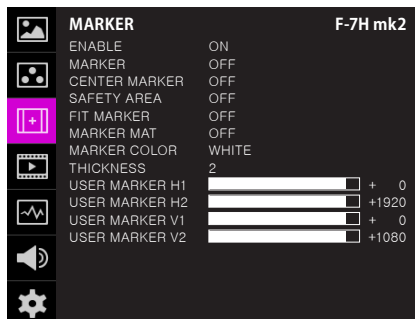 MARKER F-7H mk2
ENABLE ON
MARKER OFF
CENTER MARKER OFF
SAFETY AREA OFF
FIT MARKER OFF
MARKER MAT OFF
MARKER COLOR WHITE
THICKNESS 2
USER MARKER H1 + 0
USER MARKER H2 +1920
USER MARKER V1 + 0
USER MARKER V2 +1080